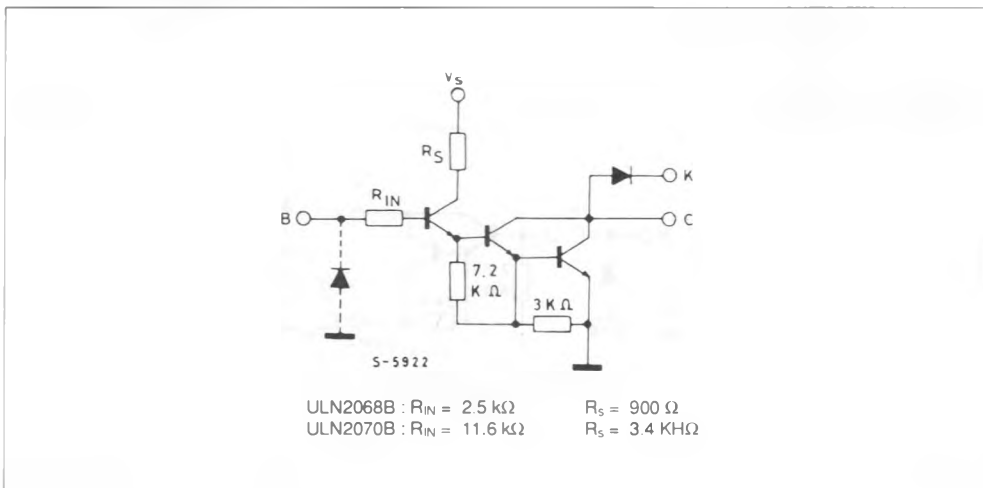 Vs
RS
RIN
K
B
C
7.2
K Ω
3KΩ
S-5922
ULN2068B : RIN = 2.5 kΩ Rs = 900 Ω
ULN2070B : RIN = 11.6 kΩ Rs = 3.4 KHΩ